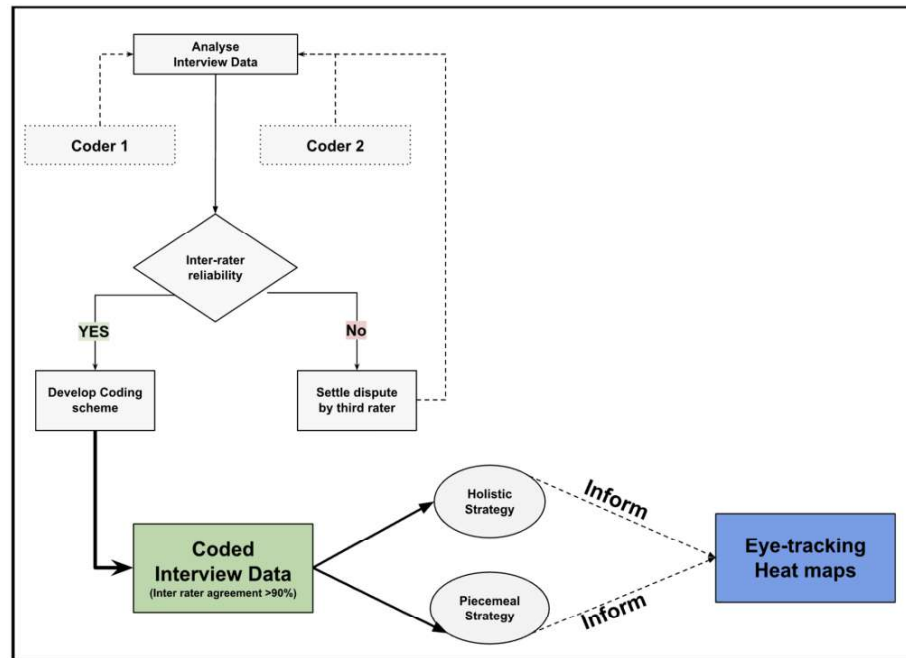 Analyse
Interview Data
Coder 1
Coder 2
Inter-rater
reliability
YES
No
Develop Coding
scheme
Settle dispute
by third rater
Holistic
Strategy
Inform
Coded
Interview Data
(Inter rater agreement >90%)
Eye-tracking
Heat maps
Piecemeal
Strategy
Inform